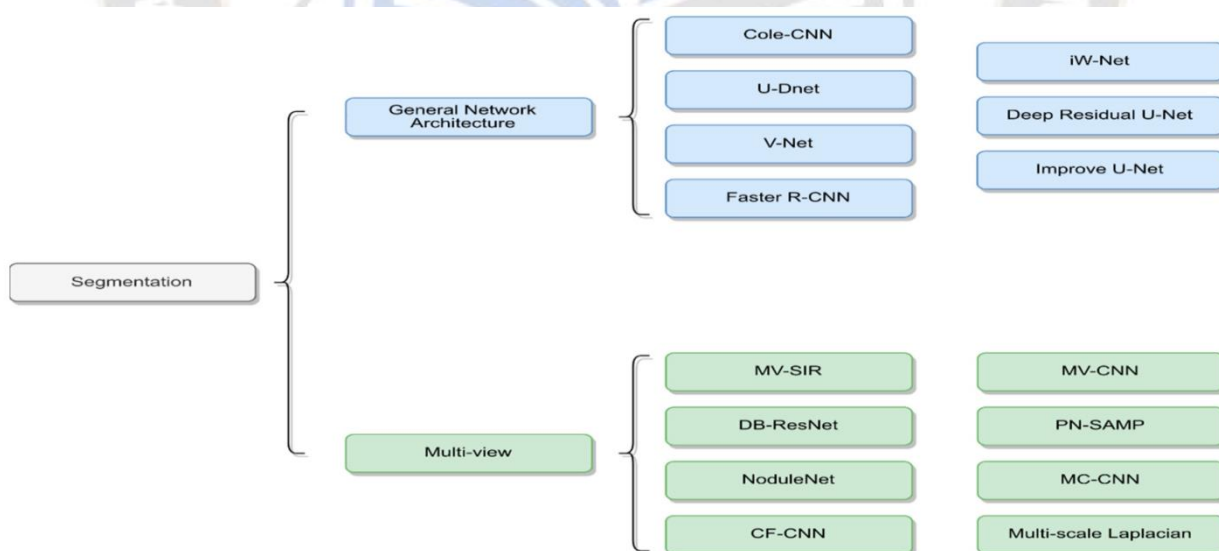 Segmentation
General Network
Architecture
Cole-CNN
U-Dnet
V-Net
Faster R-CNN
iW-Net
Deep Residual U-Net
Improve U-Net
Multi-view
MV-SIR
DB-ResNet
NoduleNet
CF-CNN
MV-CNN
PN-SAMP
MC-CNN
Multi-scale Laplacian